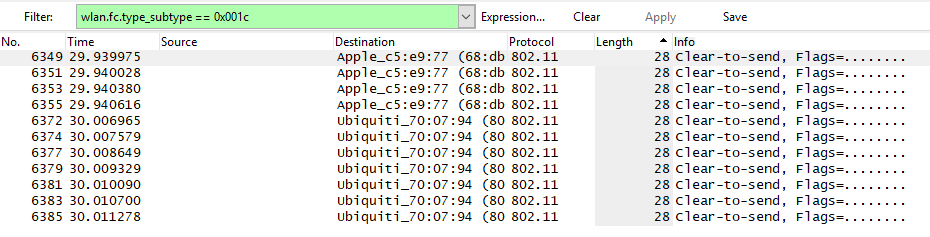 Filter: wlan.fc.type_subtype == 0x001c Expression... Clear Apply Save
No. Time Source Destination Protocol Length Info
6349 29.939975 Apple_c5:e9:77 (68:db 802.11 28 Clear-to-send, Flags=........
6351 29.940028 Apple_c5:e9:77 (68:db 802.11 28 Clear-to-send, Flags=........
6353 29.940380 Apple_c5:e9:77 (68:db 802.11 28 Clear-to-send, Flags=........
6355 29.940616 Apple_c5:e9:77 (68:db 802.11 28 Clear-to-send, Flags=........
6372 30.006965 Ubiquiti_70:07:94 (80 802.11 28 Clear-to-send, Flags=........
6374 30.007579 Ubiquiti_70:07:94 (80 802.11 28 Clear-to-send, Flags=........
6377 30.008649 Ubiquiti_70:07:94 (80 802.11 28 Clear-to-send, Flags=........
6379 30.009329 Ubiquiti_70:07:94 (80 802.11 28 Clear-to-send, Flags=........
6381 30.010090 Ubiquiti_70:07:94 (80 802.11 28 Clear-to-send, Flags=........
6383 30.010700 Ubiquiti_70:07:94 (80 802.11 28 Clear-to-send, Flags=........
6385 30.011278 Ubiquiti_70:07:94 (80 802.11 28 Clear-to-send, Flags=........